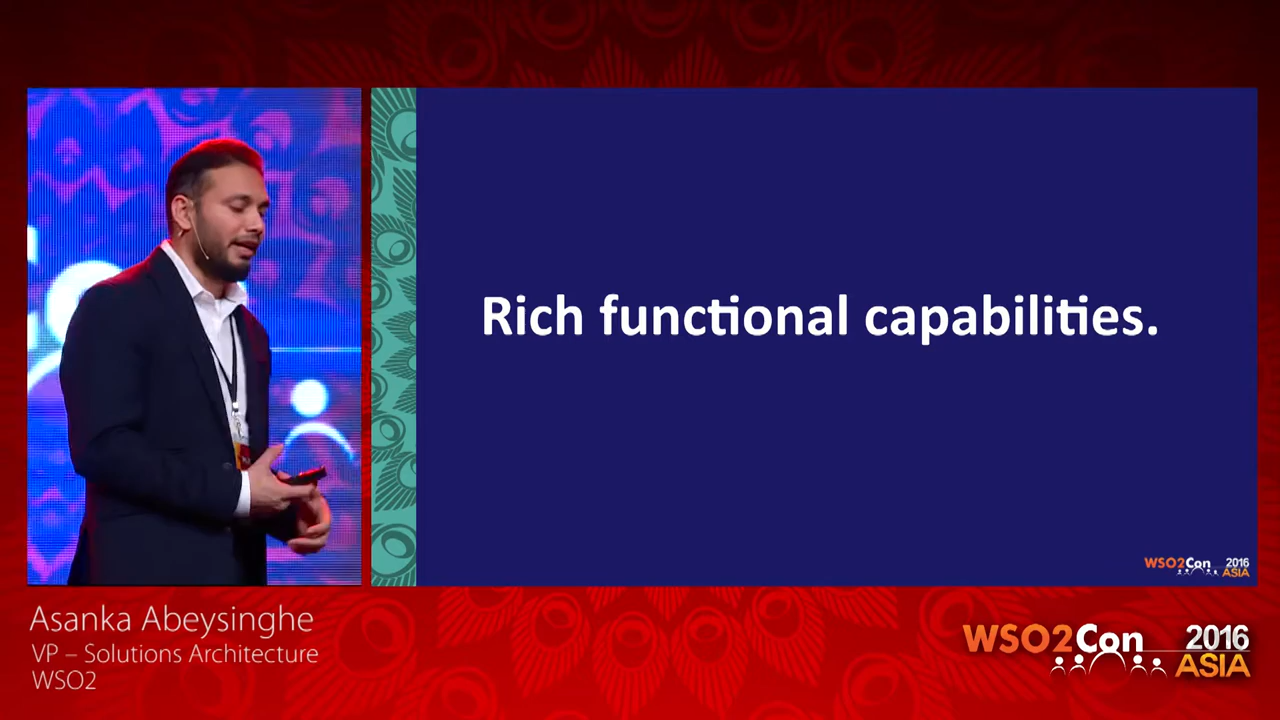 Rich functional capabilities.
WSO2Con 2016
ASIA
Asanka Abeysinghe
VP – Solutions Architecture
WSO2
WSO2Con 2016
ASIA